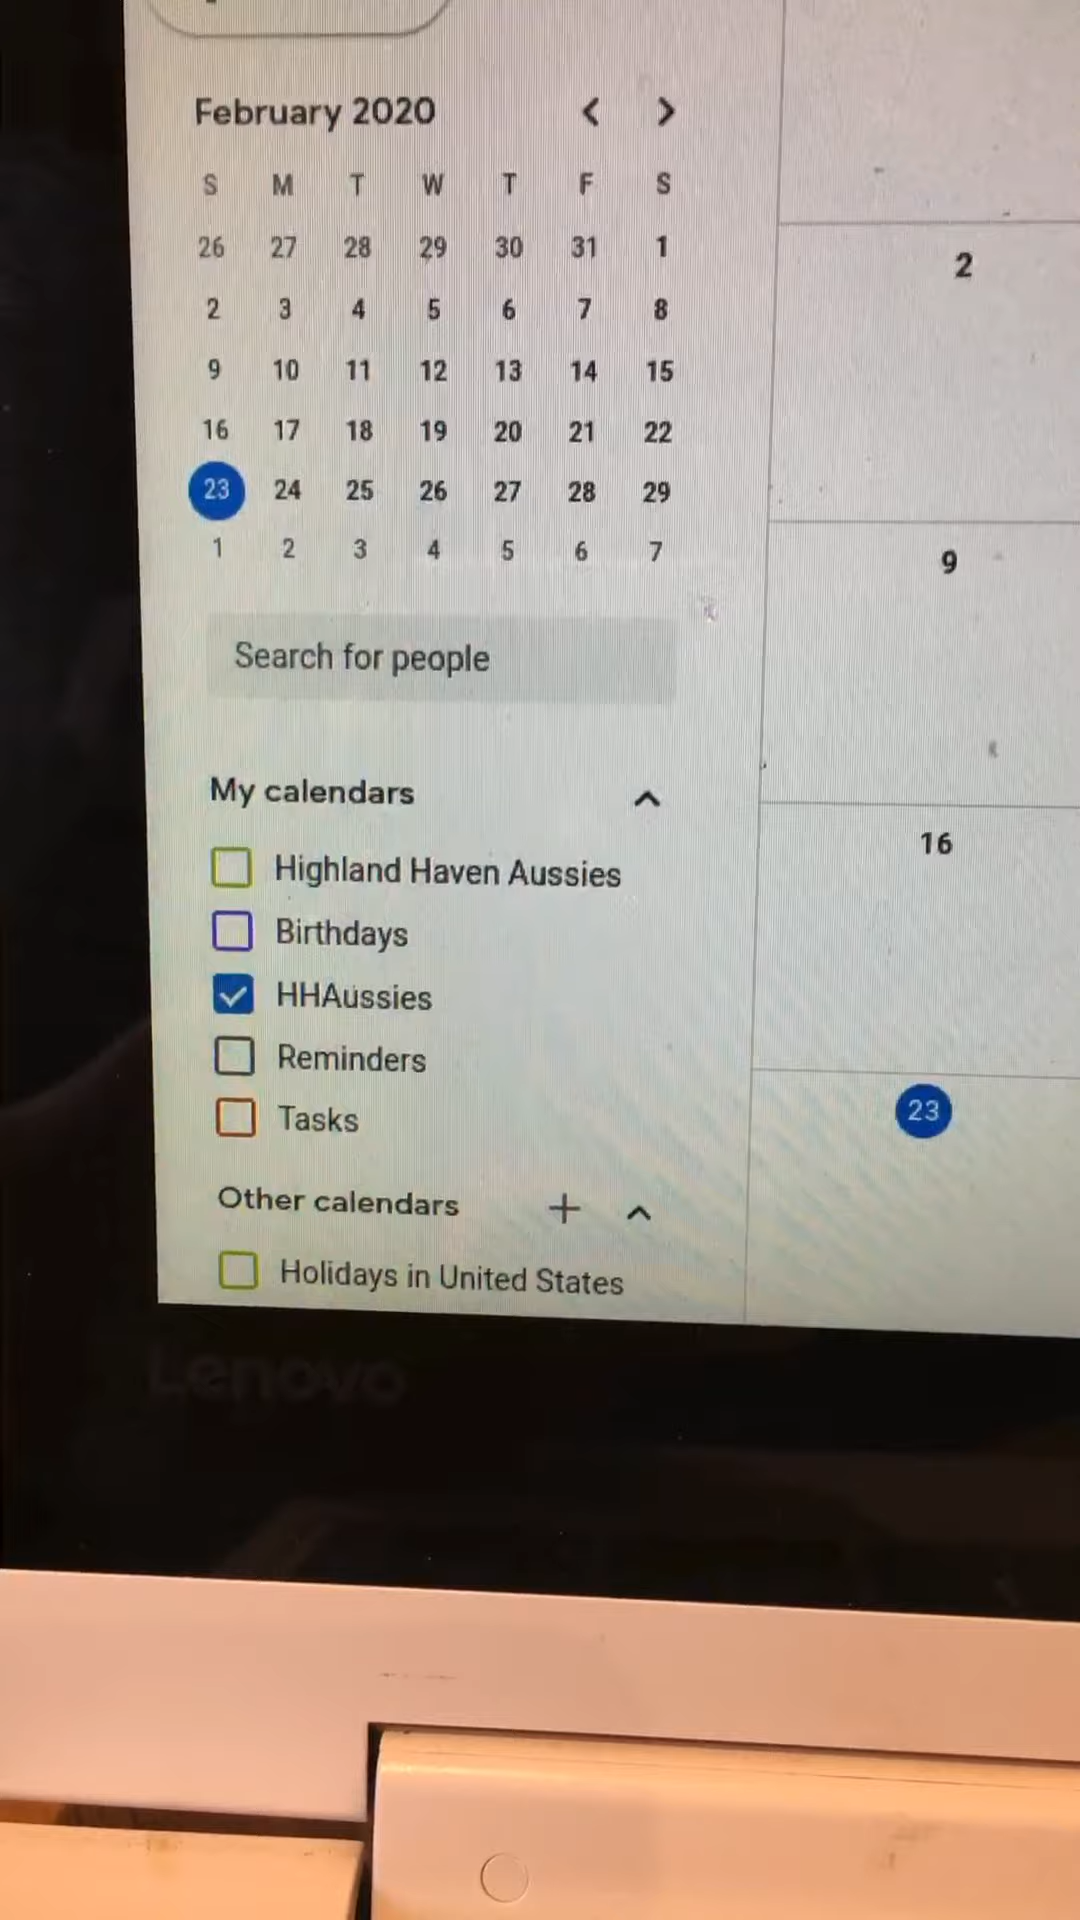 February 2020 < >
S M T W T F S
26 27 28 29 30 31 1
2 3 4 5 6 7 8
9 10 11 12 13 14 15
16 17 18 19 20 21 22
23 24 25 26 27 28 29
1 2 3 4 5 6 7
Search for people
My calendars
Highland Haven Aussies
Birthdays
HHAussies
Reminders
Tasks
Other calendars +
Holidays in United States
2
9
16
23
Lenovo